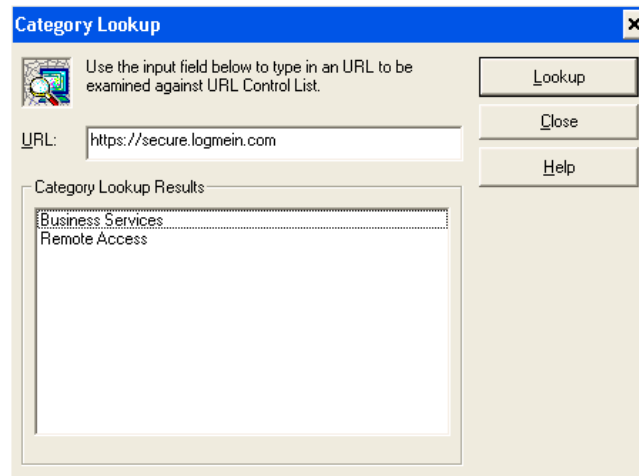 Category Lookup
Use the input field below to type in an URL to be
examined against URL Control List.
Lookup
Close
Help
URL:
https://secure.logmein.com
Category Lookup Results
Business Services
Remote Access